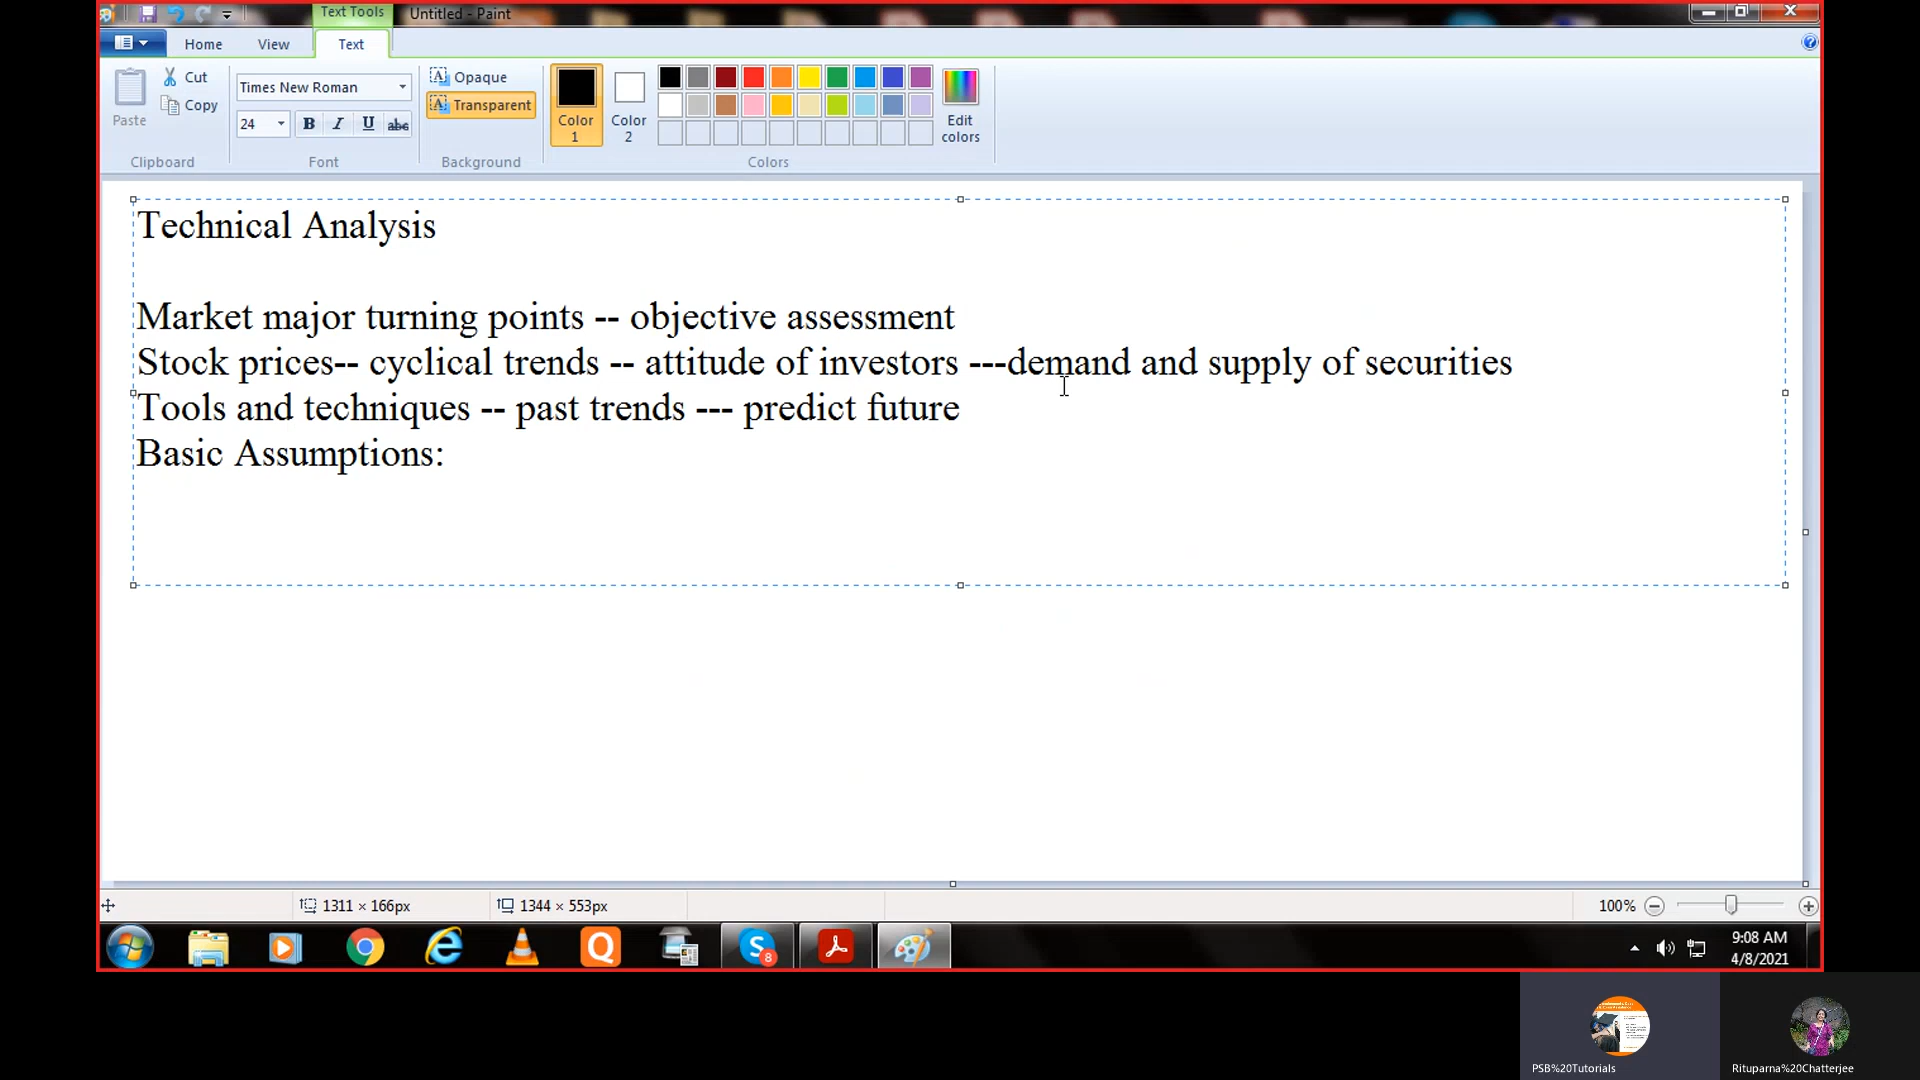 Text Tools
Untitled - Paint
Home
View
Text
Paste
Cut
Copy
Clipboard
Times New Roman
24
B I U abc
Font
Opaque
Transparent
Background
Color 1
Color 2
Edit colors
Colors
Technical Analysis
Market major turning points -- objective assessment
Stock prices-- cyclical trends -- attitude of investors ---demand and supply of securities
Tools and techniques -- past trends --- predict future
Basic Assumptions:
1311 × 166px
1344 × 553px
100%
8
9:08 AM
4/8/2021
PSB%20Tutorials
Rituparna%20Chatterjee